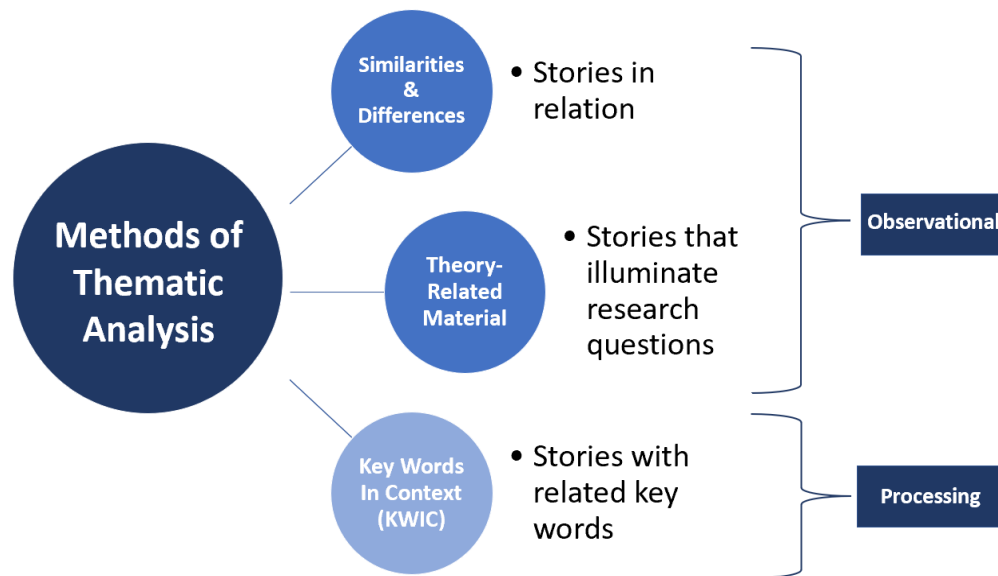 Methods of
Thematic
Analysis
Similarities
&
Differences
• Stories in
relation
Theory-
Related
Material
• Stories that
illuminate
research
questions
Observational
Key Words
In Context
(KWIC)
• Stories with
related key
words
Processing